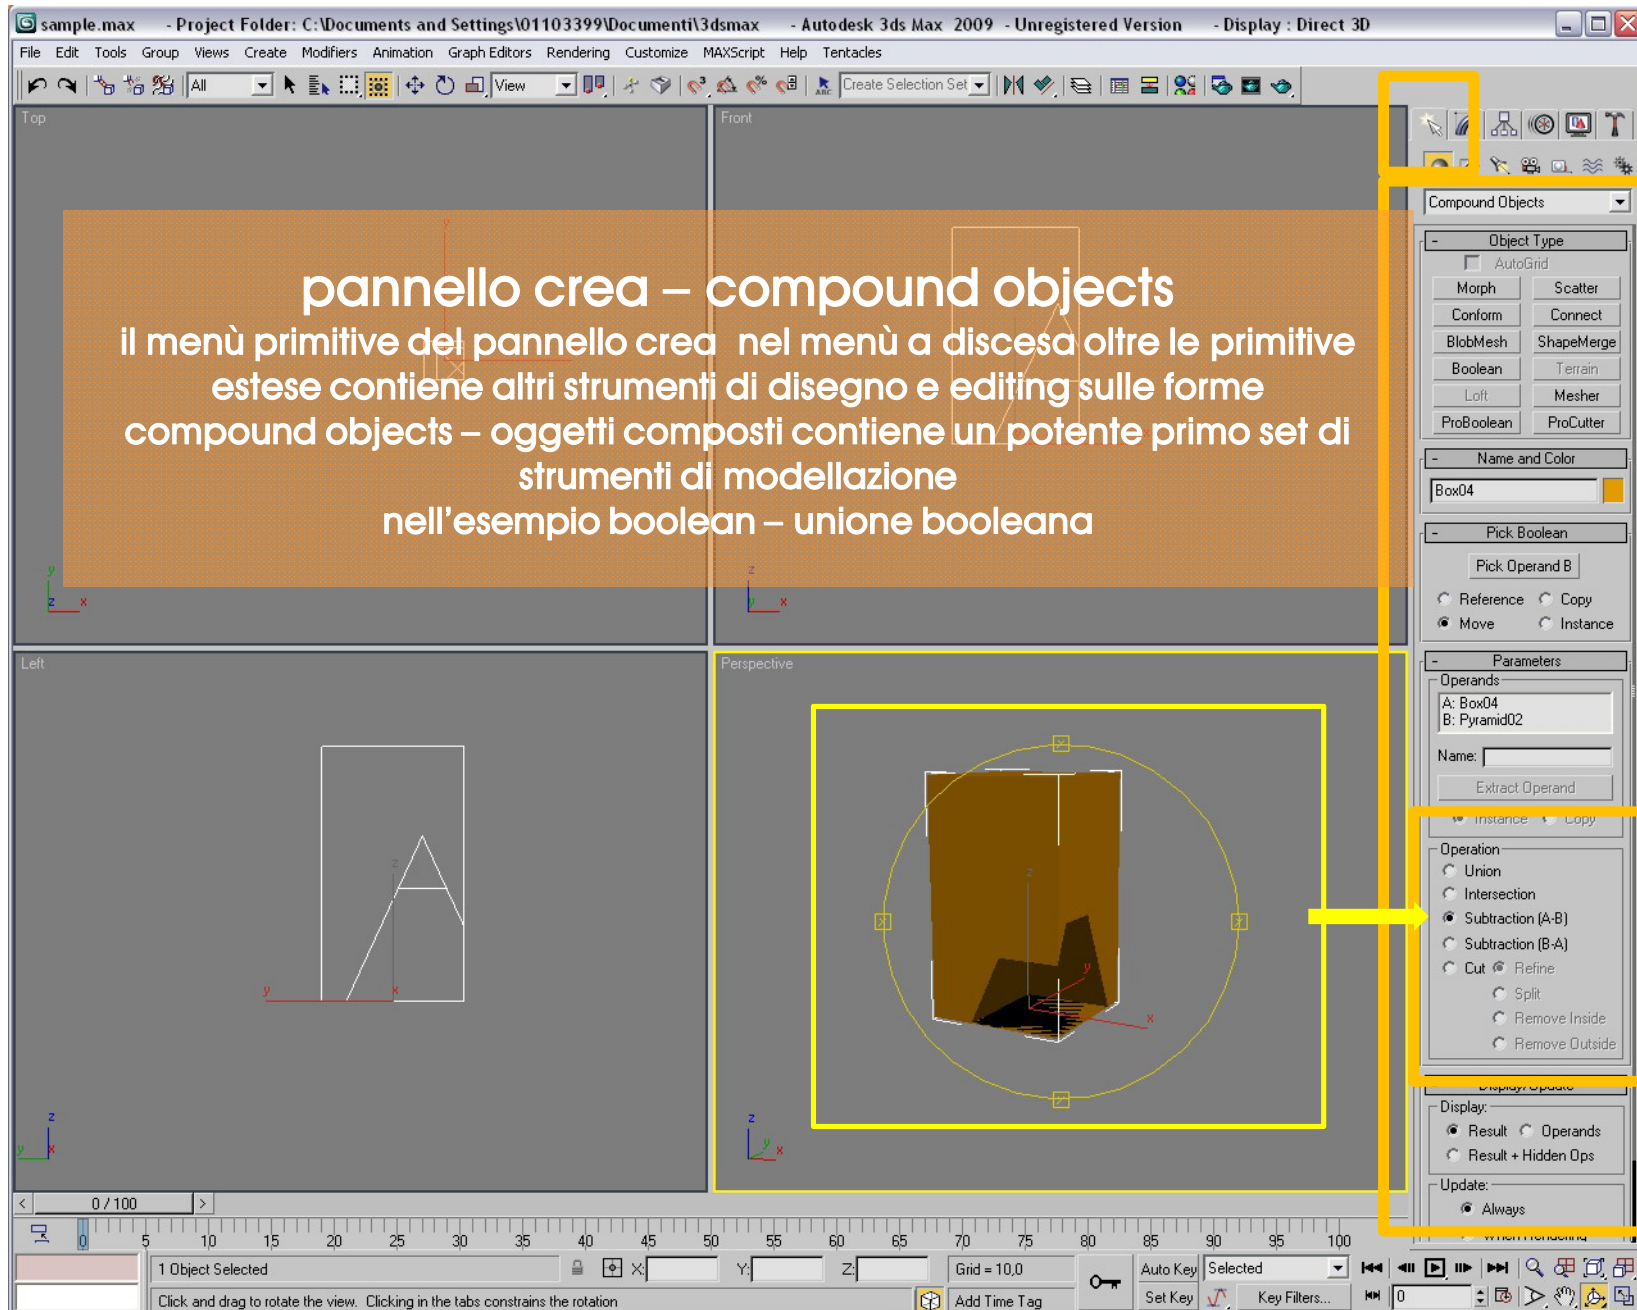 sample.max - Project Folder: C:\Documents and Settings\01103399\Documenti\3dsmax - Autodesk 3ds Max 2009 - Unregistered Version - Display : Direct 3D
File Edit Tools Group Views Create Modifiers Animation Graph Editors Rendering Customize MAXScript Help Tentacles
All View Create Selection Set
Top
Front
pannello crea – compound objects
il menù primitive del pannello crea nel menù a discesa oltre le primitive
estese contiene altri strumenti di disegno e editing sulle forme
compound objects – oggetti composti contiene un potente primo set di
strumenti di modellazione
nell'esempio boolean – unione booleana
y
z x
z
y x
Left
Perspective
z
y x
z
y x
z
y x
z
y x
Compound Objects
- Object Type
AutoGrid
Morph Scatter
Conform Connect
BlobMesh ShapeMerge
Boolean Terrain
Loft Mesher
ProBoolean ProCutter
- Name and Color
Box04
- Pick Boolean
Pick Operand B
Reference Copy
Move Instance
- Parameters
Operands
A: Box04
B: Pyramid02
Name:
Extract Operand
Instance Copy
Operation
Union
Intersection
Subtraction (A-B)
Subtraction (B-A)
Cut Refine
Split
Remove Inside
Remove Outside
Display/Update
Display:
Result Operands
Result + Hidden Ops
Update:
Always
When Rendering
< 0 / 100 >
0 5 10 15 20 25 30 35 40 45 50 55 60 65 70 75 80 85 90 95 100
1 Object Selected X: Y: Z: Grid = 10,0 Auto Key Selected
Click and drag to rotate the view. Clicking in the tabs constrains the rotation Add Time Tag Set Key Key Filters... 0